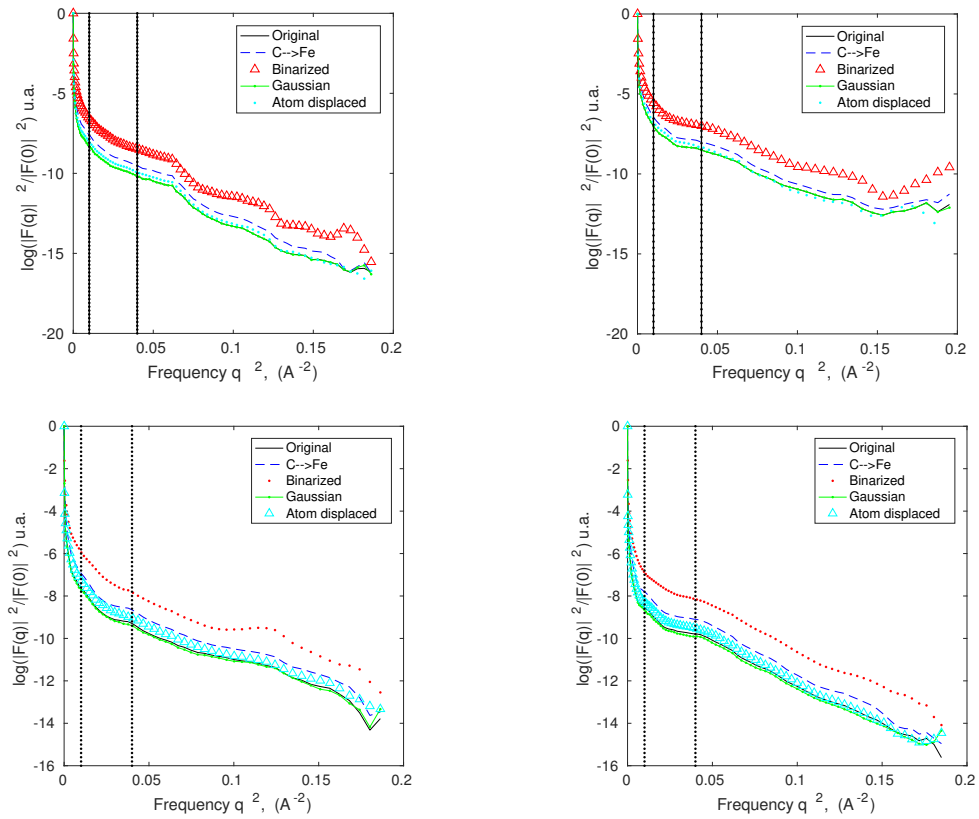 0
-5
-10
-15
-20
0
0.05
0.1
0.15
0.2
log(|F(q)| ²/|F(0)| ²) u.a.
Frequency q ², (A⁻²)
Original
C-->Fe
Binarized
Gaussian
Atom displaced
0
-5
-10
-15
-20
0
0.05
0.1
0.15
0.2
log(|F(q)| ²/|F(0)| ²) u.a.
Frequency q ², (A⁻²)
Original
C-->Fe
Binarized
Gaussian
Atom displaced
0
-2
-4
-6
-8
-10
-12
-14
-16
0
0.05
0.1
0.15
0.2
log(|F(q)| ²/|F(0)| ²) u.a.
Frequency q ², (A⁻²)
Original
C-->Fe
Binarized
Gaussian
Atom displaced
0
-2
-4
-6
-8
-10
-12
-14
-16
0
0.05
0.1
0.15
0.2
log(|F(q)| ²/|F(0)| ²) u.a.
Frequency q ², (A⁻²)
Original
C-->Fe
Binarized
Gaussian
Atom displaced